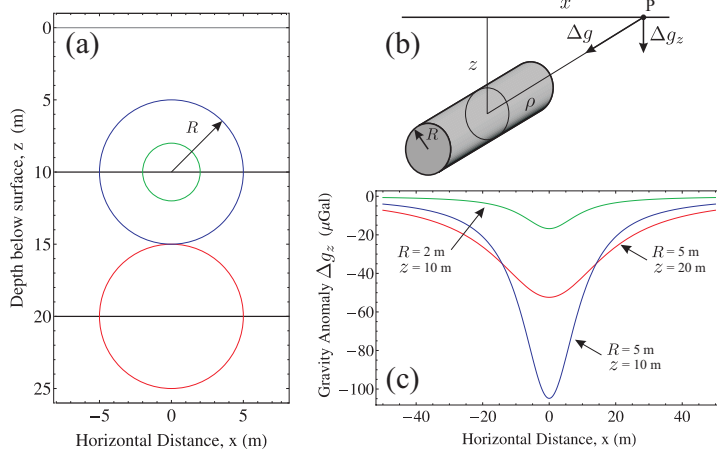 (a)
0
5
10
15
20
25
Depth below surface, z (m)
R
−5
0
5
Horizontal Distance, x (m)
(b)
x
P
Δg
Δg_z
z
ρ
R
0
−20
−40
−60
−80
−100
Gravity Anomaly Δg_z (μGal)
R = 2 m
z = 10 m
R = 5 m
z = 20 m
R = 5 m
z = 10 m
(c)
−40
−20
0
20
40
Horizontal Distance, x (m)